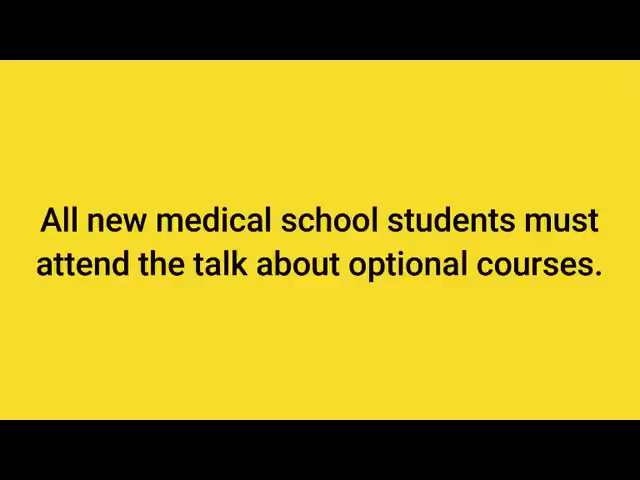 All new medical school students must
attend the talk about optional courses.